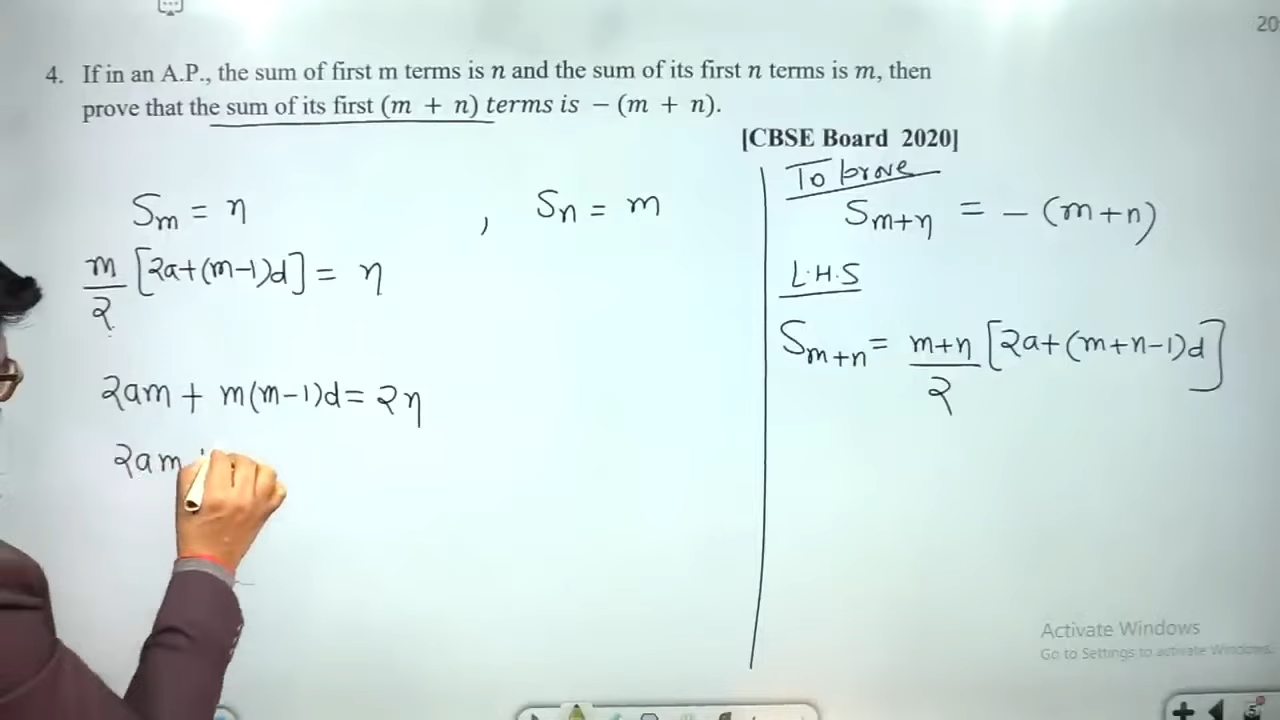 20
4. If in an A.P., the sum of first m terms is n and the sum of its first n terms is m, then
prove that the sum of its first (m + n) terms is − (m + n).
[CBSE Board 2020]
Sm = n , Sn = m
m/2 [2a+(m-1)d] = n
2am + m(m-1)d = 2n
2am
To prove
Sm+n = - (m+n)
L.H.S
Sm+n = m+n/2 [2a+(m+n-1)d]
Activate Windows
Go to Settings to activate Windows.